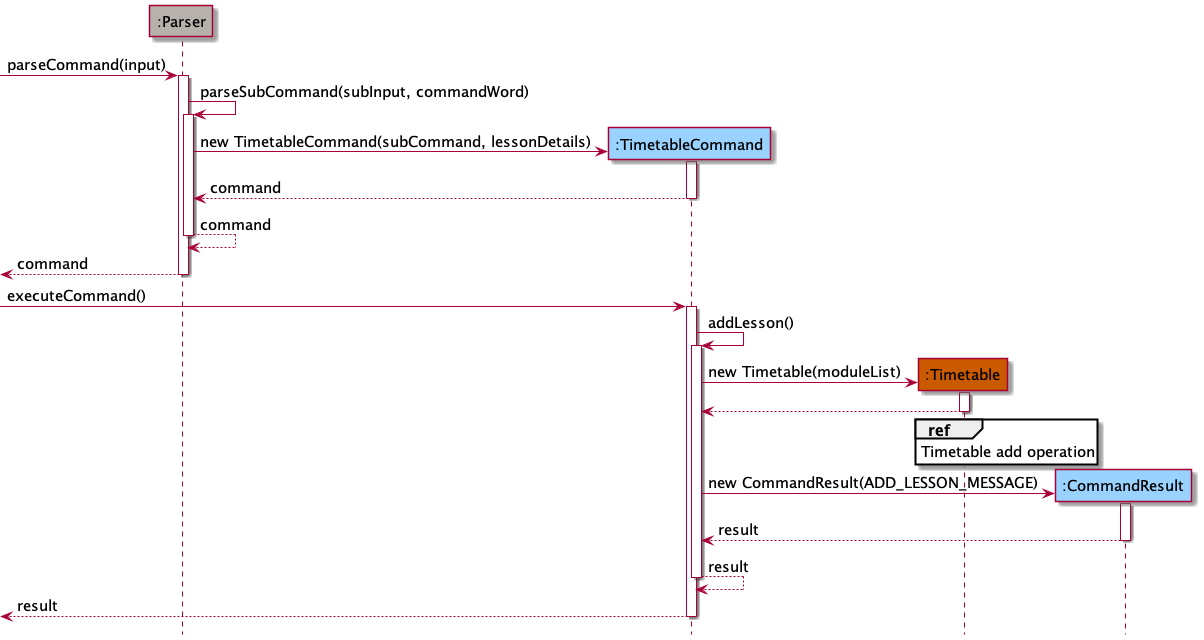 :Parser
parseCommand(input)
parseSubCommand(subInput, commandWord)
new TimetableCommand(subCommand, lessonDetails)
:TimetableCommand
command
command
command
executeCommand()
addLesson()
new Timetable(moduleList)
:Timetable
ref
Timetable add operation
new CommandResult(ADD_LESSON_MESSAGE)
:CommandResult
result
result
result